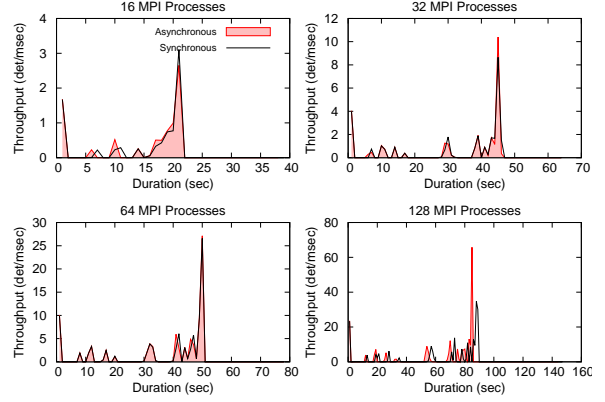 16 MPI Processes
Throughput (det/msec)
4
3
2
1
0
Asynchronous
Synchronous
0 5 10 15 20 25 30 35 40
Duration (sec)
32 MPI Processes
Throughput (det/msec)
12
10
8
6
4
2
0
0 10 20 30 40 50 60 70
Duration (sec)
64 MPI Processes
Throughput (det/msec)
30
25
20
15
10
5
0
0 10 20 30 40 50 60 70 80
Duration (sec)
128 MPI Processes
Throughput (det/msec)
80
60
40
20
0
0 20 40 60 80 100 120 140 160
Duration (sec)